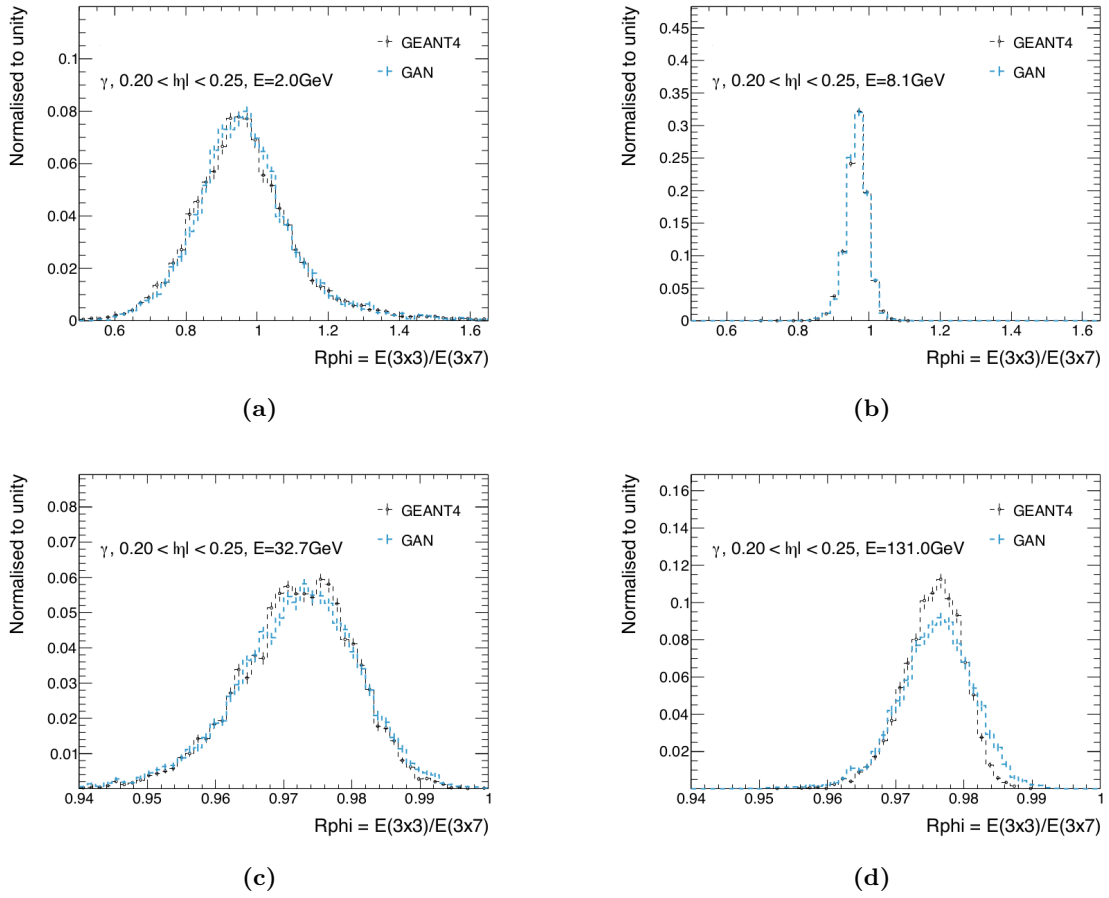 Normalised to unity
0.1
0.08
0.06
0.04
0.02
0
GEANT4
GAN
γ, 0.20 < |η| < 0.25, E=2.0GeV
0.6 0.8 1 1.2 1.4 1.6
Rphi = E(3x3)/E(3x7)
(a)
Normalised to unity
0.45
0.4
0.35
0.3
0.25
0.2
0.15
0.1
0.05
0
GEANT4
GAN
γ, 0.20 < |η| < 0.25, E=8.1GeV
0.6 0.8 1 1.2 1.4 1.6
Rphi = E(3x3)/E(3x7)
(b)
Normalised to unity
0.08
0.07
0.06
0.05
0.04
0.03
0.02
0.01
GEANT4
GAN
γ, 0.20 < |η| < 0.25, E=32.7GeV
0.94 0.95 0.96 0.97 0.98 0.99 1
Rphi = E(3x3)/E(3x7)
(c)
Normalised to unity
0.16
0.14
0.12
0.1
0.08
0.06
0.04
0.02
GEANT4
GAN
γ, 0.20 < |η| < 0.25, E=131.0GeV
0.94 0.95 0.96 0.97 0.98 0.99 1
Rphi = E(3x3)/E(3x7)
(d)